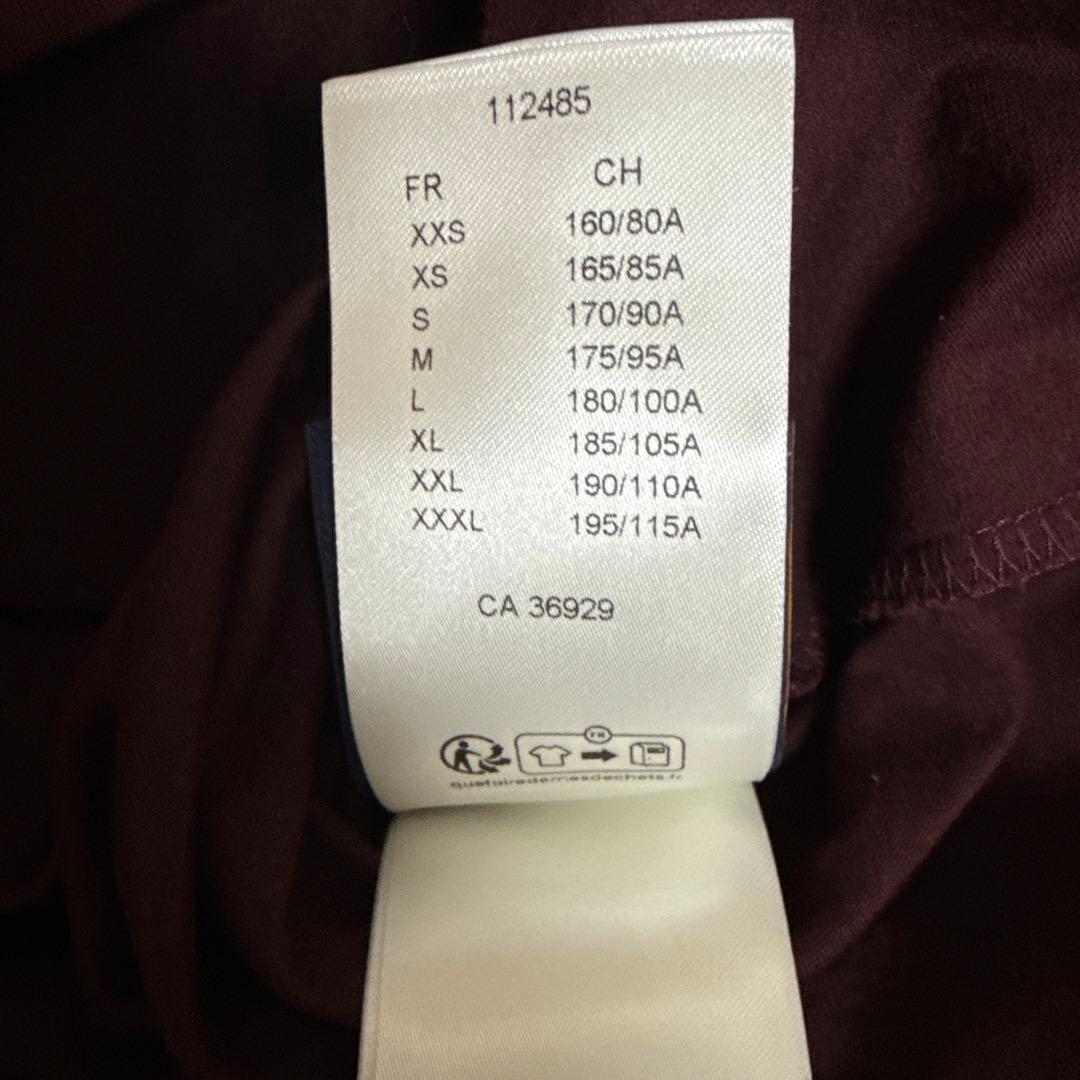 112485
FR CH
XXS 160/80A
XS 165/85A
S 170/90A
M 175/95A
L 180/100A
XL 185/105A
XXL 190/110A
XXXL 195/115A
CA 36929
FR
quefairedemesdechets.fr